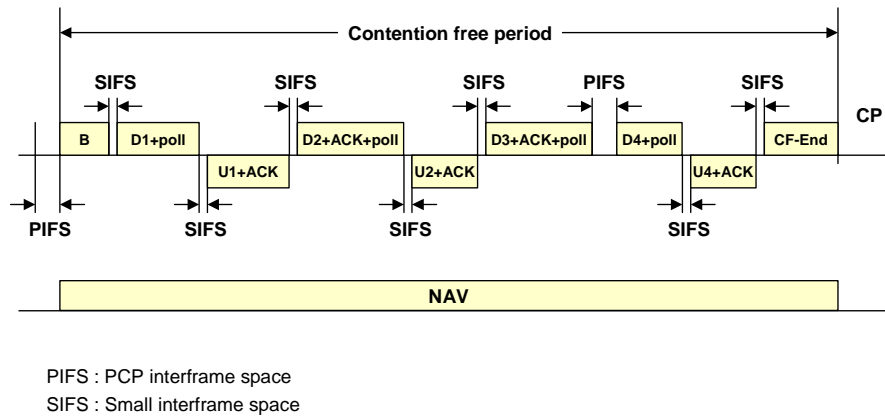 Contention free period
SIFS SIFS SIFS PIFS SIFS
CP
B D1+poll D2+ACK+poll D3+ACK+poll D4+poll CF-End
U1+ACK U2+ACK U4+ACK
PIFS SIFS SIFS SIFS
NAV
PIFS : PCP interframe space
SIFS : Small interframe space